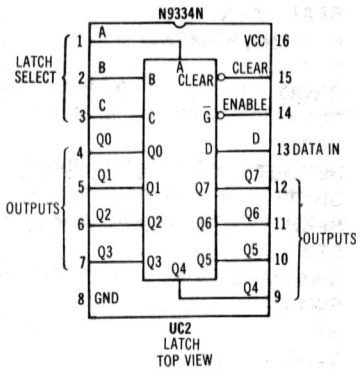 N9334N
A
1
VCC 16
LATCH
SELECT
B
CLEAR
2
B
A
CLEAR
15
C
ENABLE
3
C
G
14
Q0
D
4
Q0
D
13 DATA IN
Q1
Q7
5
Q1
Q7
12
OUTPUTS
Q2
Q6
6
Q2
Q6
11
OUTPUTS
Q3
Q5
7
Q3
Q4
Q5
10
8 GND
Q4
9
UC2
LATCH
TOP VIEW